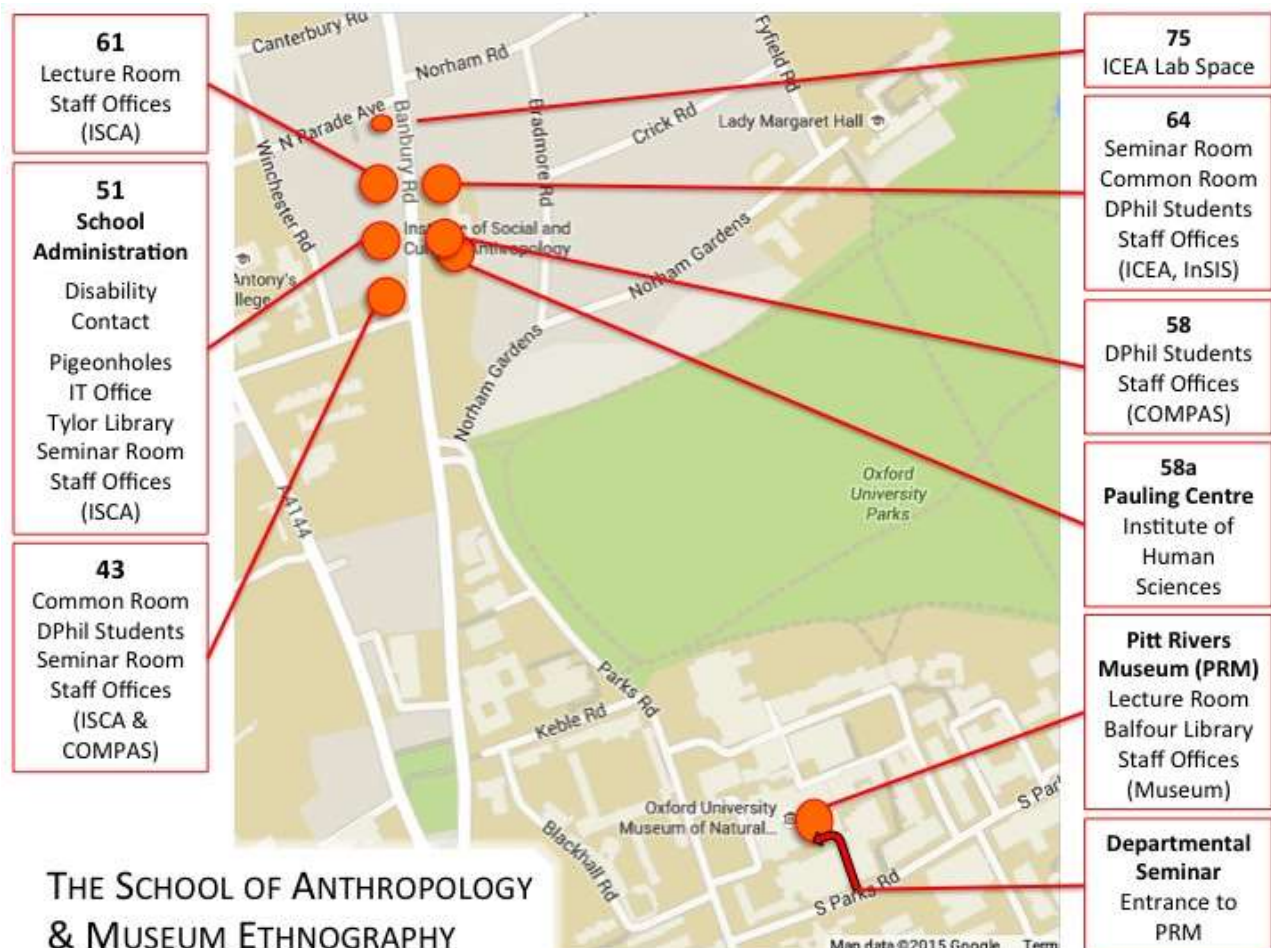 61
Lecture Room
Staff Offices
(ISCA)
51
School
Administration
Disability
Contact
Pigeonholes
IT Office
Tylor Library
Seminar Room
Staff Offices
(ISCA)
43
Common Room
DPhil Students
Seminar Room
Staff Offices
(ISCA &
COMPAS)
Canterbury Rd
Norham Rd
Fyfield Rd
N Parade Ave
Banbury Rd
Bradmore Rd
Crick Rd
Lady Margaret Hall
Winchester Rd
Institute of Social and
Cultural Anthropology
Antony's
llege
Norham Gardens
Norham Gardens
A4144
Oxford
University
Parks
Parks Rd
Keble Rd
Oxford University
Museum of Natural...
Blackhall Rd
S Parks Rd
S Par
Map data ©2015 Google
Term
THE SCHOOL OF ANTHROPOLOGY
& MUSEUM ETHNOGRAPHY
75
ICEA Lab Space
64
Seminar Room
Common Room
DPhil Students
Staff Offices
(ICEA, InSIS)
58
DPhil Students
Staff Offices
(COMPAS)
58a
Pauling Centre
Institute of
Human
Sciences
Pitt Rivers
Museum (PRM)
Lecture Room
Balfour Library
Staff Offices
(Museum)
Departmental
Seminar
Entrance to
PRM